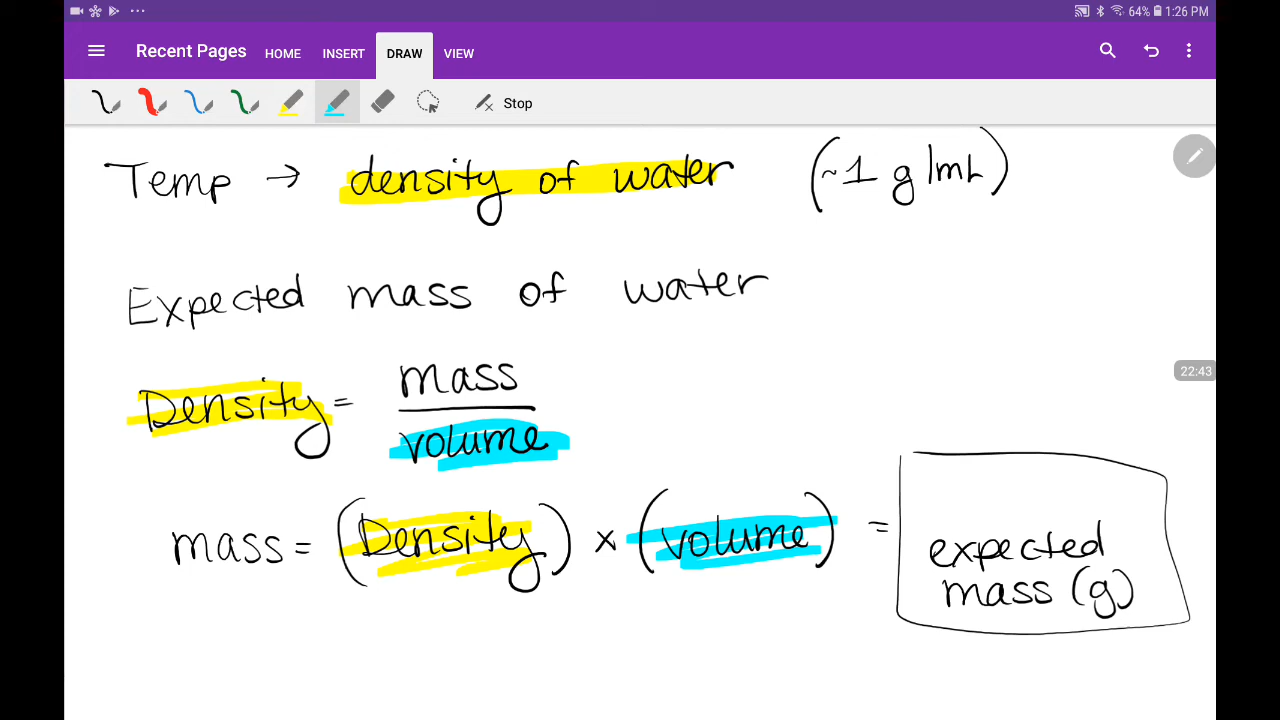 64% 1:26 PM
Recent Pages HOME INSERT DRAW VIEW
Stop
Temp → density of water (~1 g/mL)
Expected mass of water
22:43
Density = mass
volume
mass = (Density) × (volume) =
expected
mass (g)